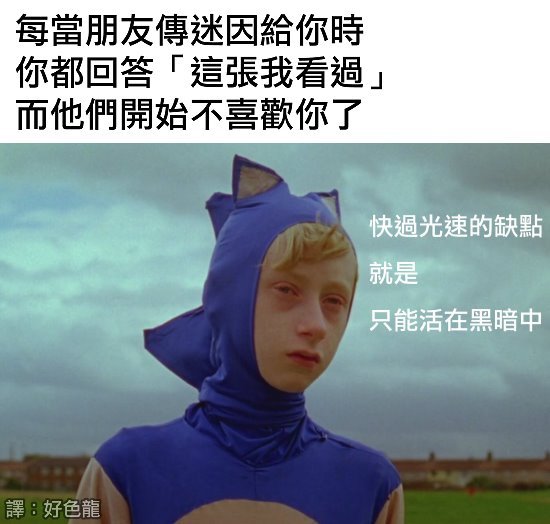 每當朋友傳迷因給你時
你都回答「這張我看過」
而他們開始不喜歡你了
快過光速的缺點
就是
只能活在黑暗中
譯：好色龍